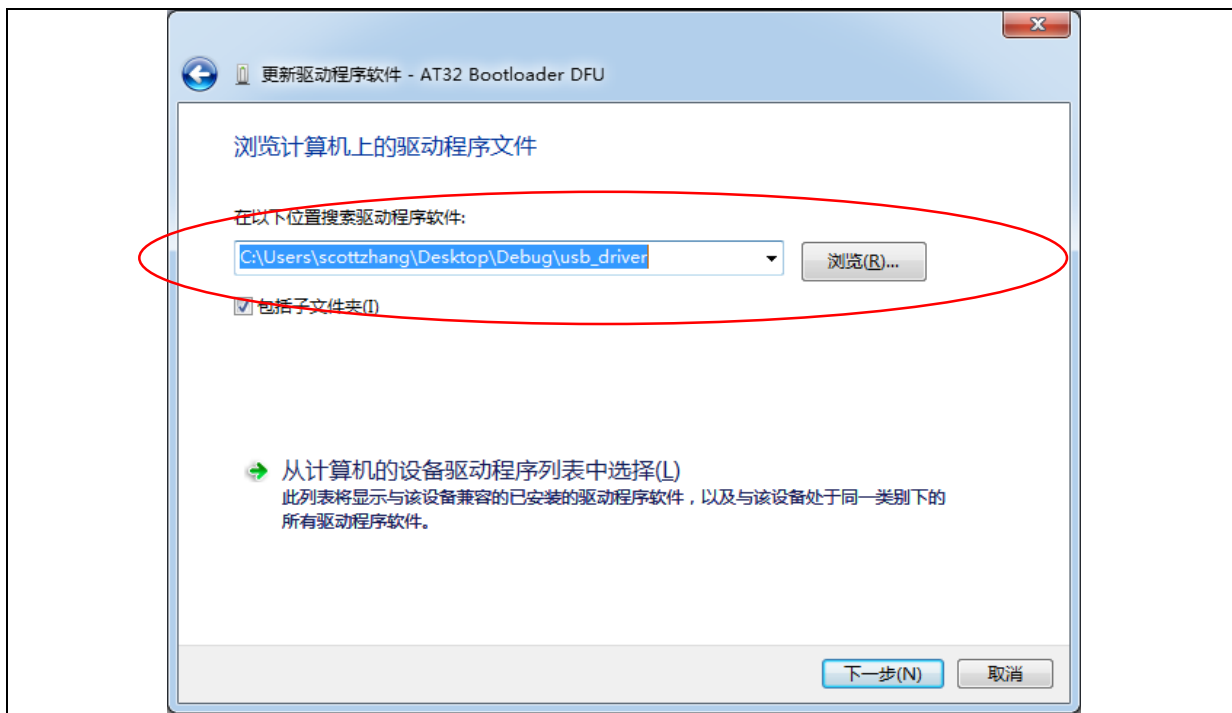 更新驱动程序软件 - AT32 Bootloader DFU
浏览计算机上的驱动程序文件
在以下位置搜索驱动程序软件:
C:\Users\scottzhang\Desktop\Debug\usb_driver
浏览(R)...
包括子文件夹(I)
从计算机的设备驱动程序列表中选择(L)
此列表将显示与该设备兼容的已安装的驱动程序软件，以及与该设备处于同一类别下的
所有驱动程序软件。
下一步(N)
取消